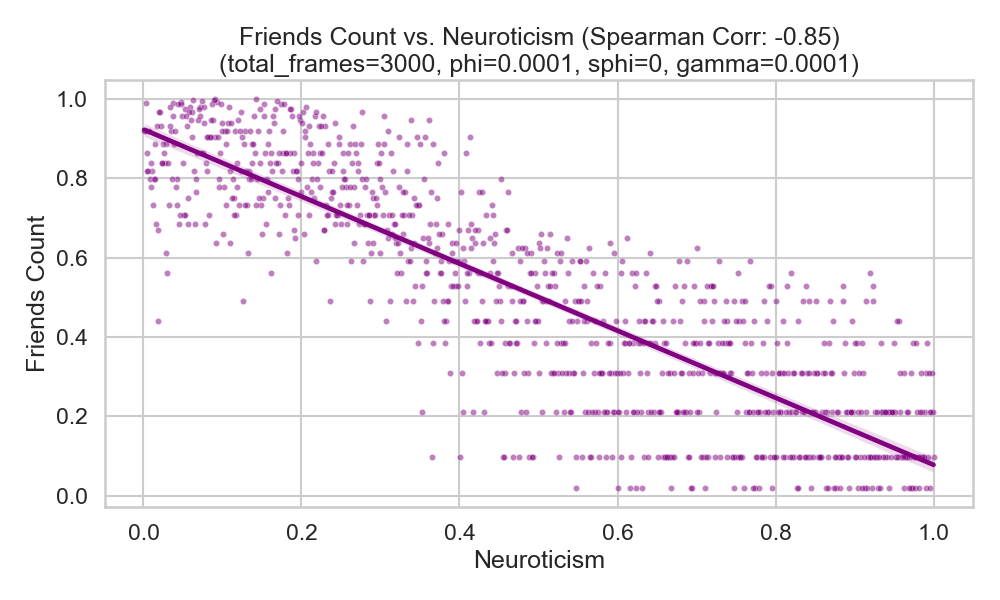 Friends Count vs. Neuroticism (Spearman Corr: -0.85)
(total_frames=3000, phi=0.0001, sphi=0, gamma=0.0001)
Friends Count
1.0
0.8
0.6
0.4
0.2
0.0
0.0 0.2 0.4 0.6 0.8 1.0
Neuroticism